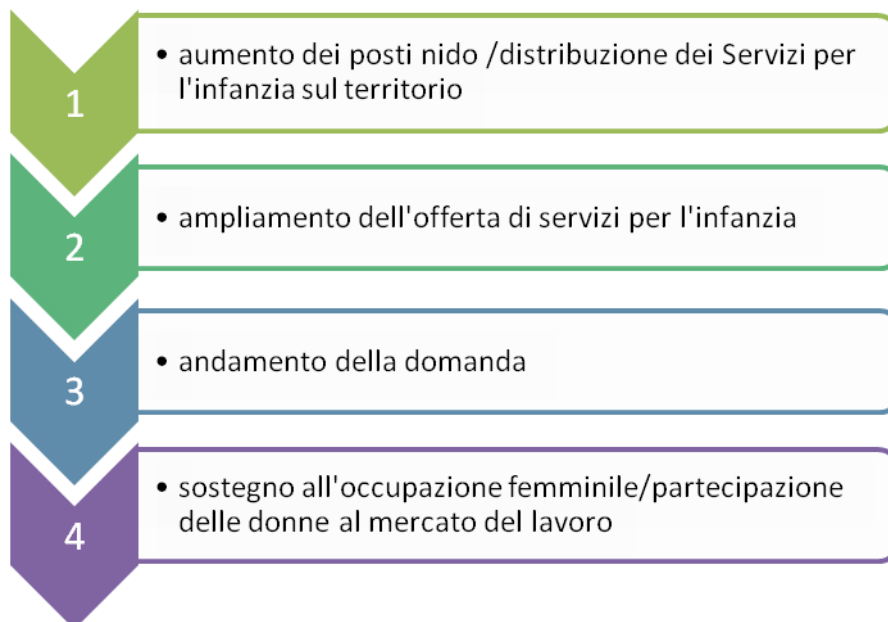 1
• aumento dei posti nido /distribuzione dei Servizi per
l'infanzia sul territorio
2
• ampliamento dell'offerta di servizi per l'infanzia
3
• andamento della domanda
4
• sostegno all'occupazione femminile/partecipazione
delle donne al mercato del lavoro